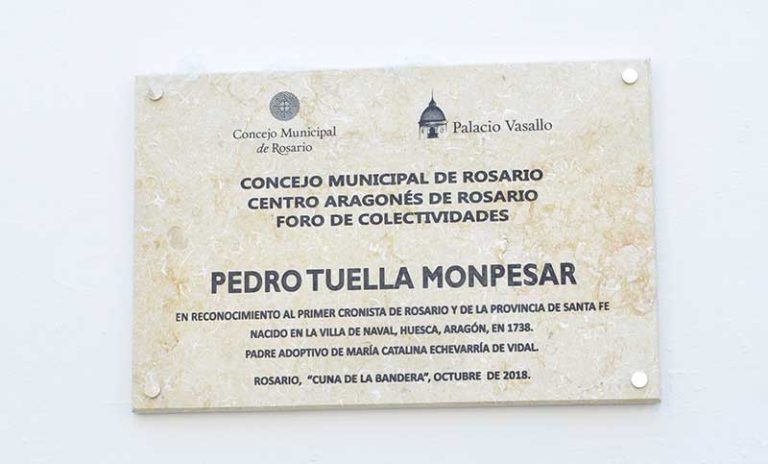 Concejo Municipal
de Rosario
Palacio Vasallo
CONCEJO MUNICIPAL DE ROSARIO
CENTRO ARAGONÉS DE ROSARIO
FORO DE COLECTIVIDADES
PEDRO TUELLA MONPESAR
EN RECONOCIMIENTO AL PRIMER CRONISTA DE ROSARIO Y DE LA PROVINCIA DE SANTA FE
NACIDO EN LA VILLA DE NAVAL, HUESCA, ARAGÓN, EN 1738.
PADRE ADOPTIVO DE MARÍA CATALINA ECHEVARRÍA DE VIDAL.
ROSARIO, "CUNA DE LA BANDERA", OCTUBRE DE 2018.